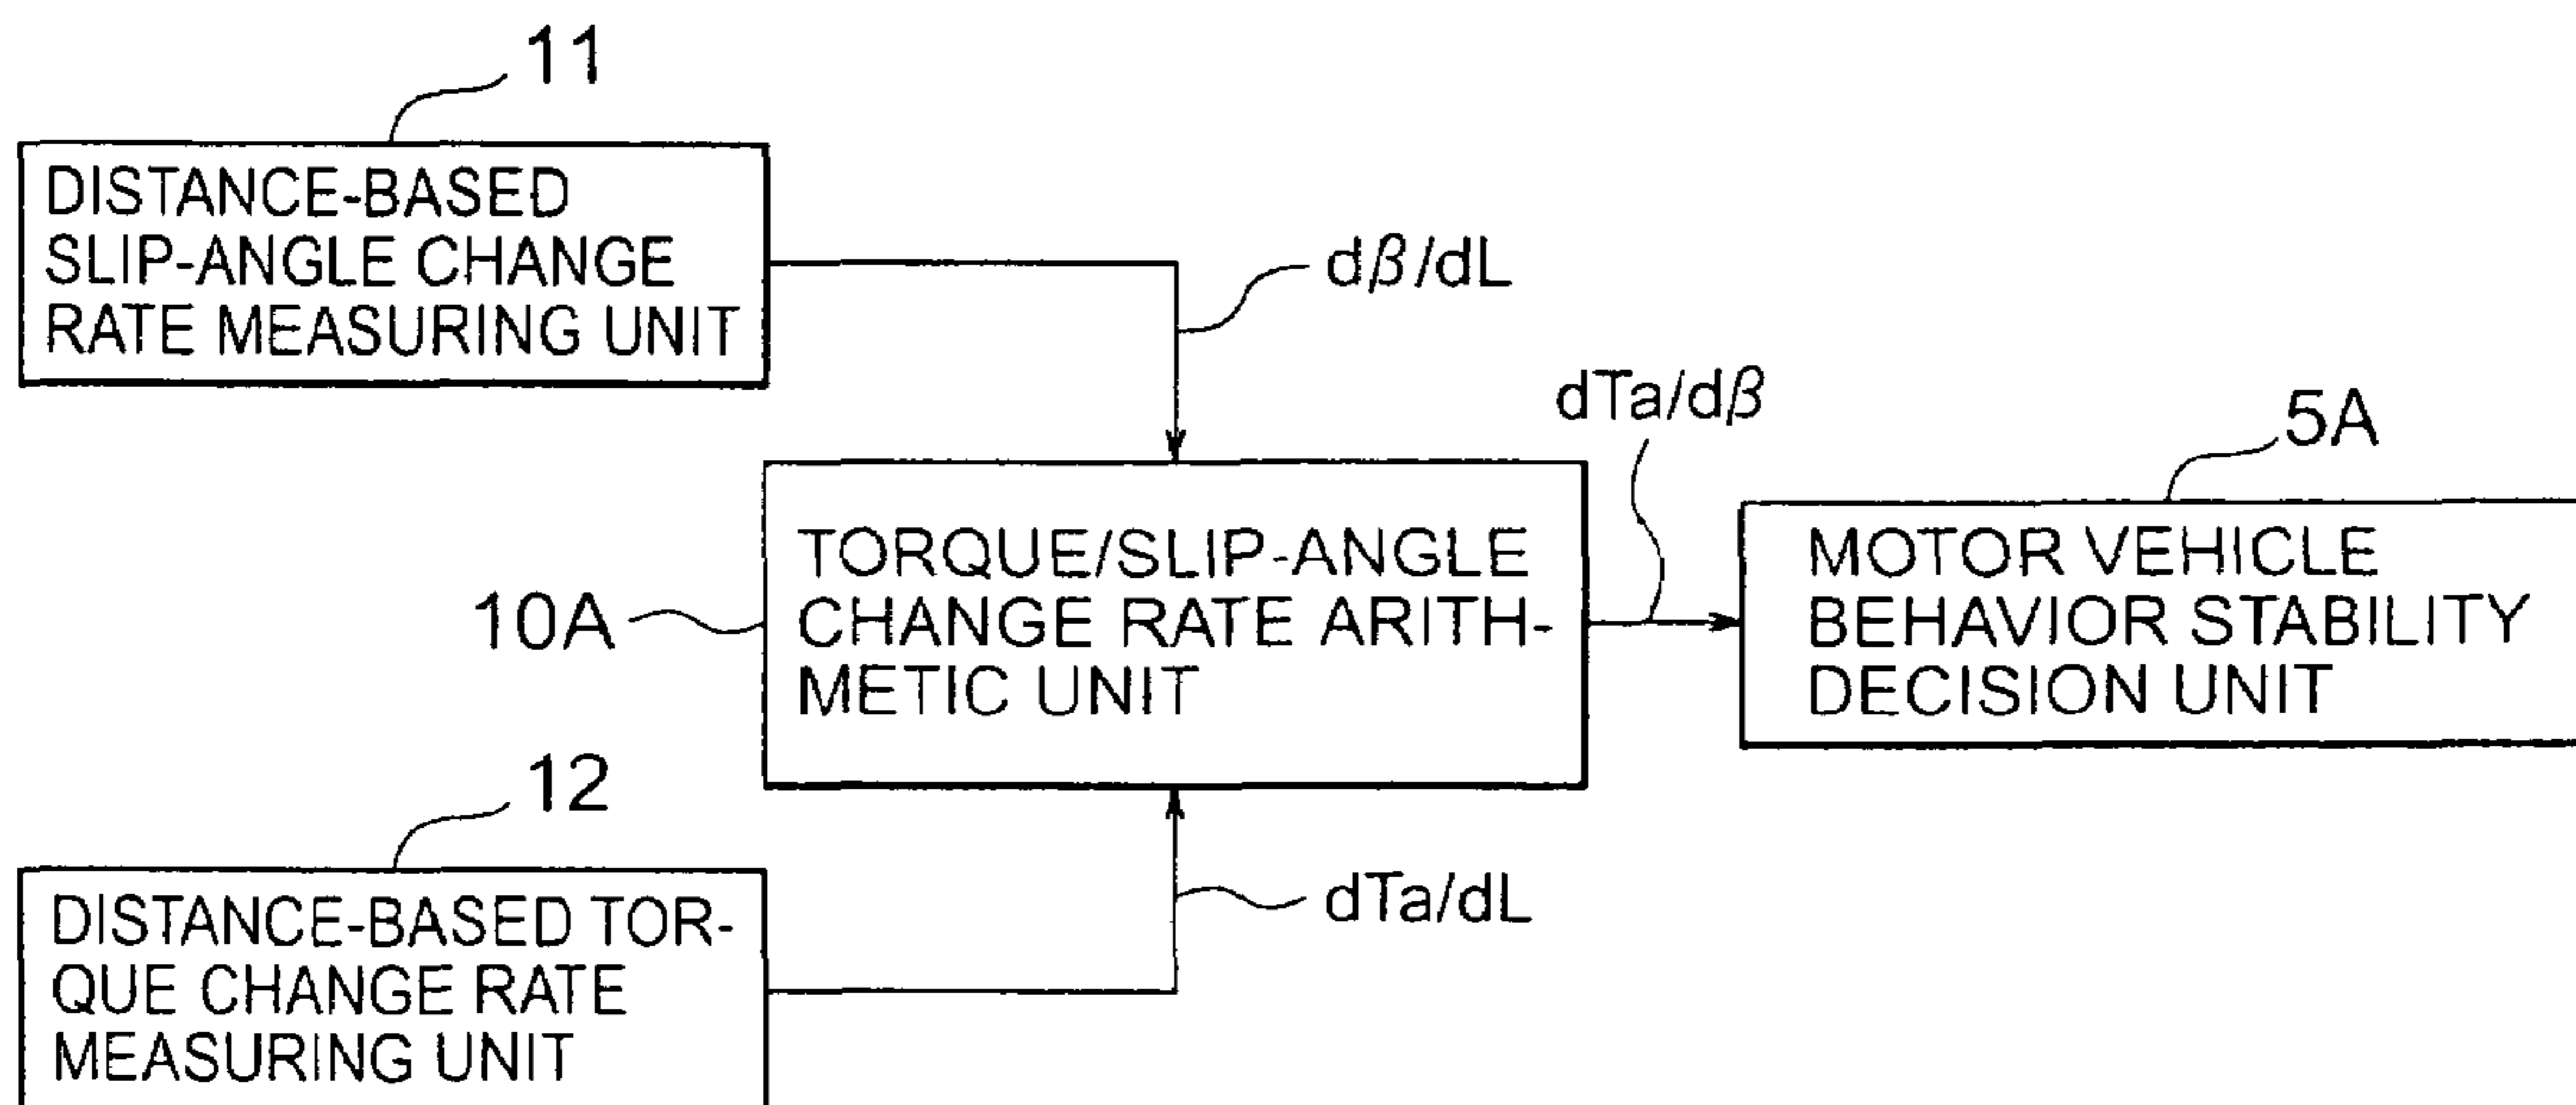 11
DISTANCE-BASED
SLIP-ANGLE CHANGE
RATE MEASURING UNIT
dβ/dL
dTa/dβ
5A
10A
TORQUE/SLIP-ANGLE
CHANGE RATE ARITH-
METIC UNIT
MOTOR VEHICLE
BEHAVIOR STABILITY
DECISION UNIT
12
DISTANCE-BASED TOR-
QUE CHANGE RATE
MEASURING UNIT
dTa/dL